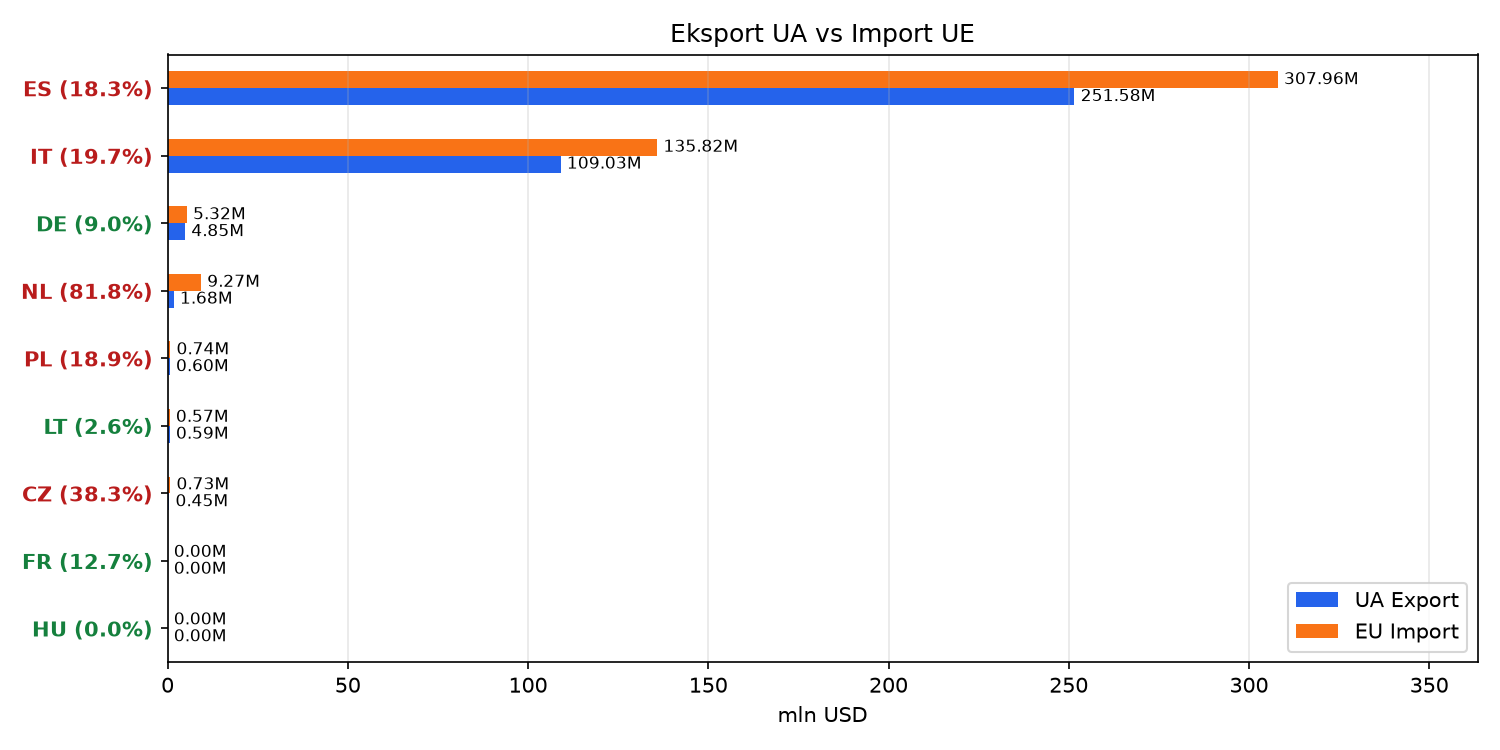 Eksport UA vs Import UE
ES (18.3%)
307.96M
251.58M
IT (19.7%)
135.82M
109.03M
DE (9.0%)
5.32M
4.85M
NL (81.8%)
9.27M
1.68M
PL (18.9%)
0.74M
0.60M
LT (2.6%)
0.57M
0.59M
CZ (38.3%)
0.73M
0.45M
FR (12.7%)
0.00M
0.00M
HU (0.0%)
0.00M
0.00M
UA Export
EU Import
0 50 100 150 200 250 300 350
mln USD